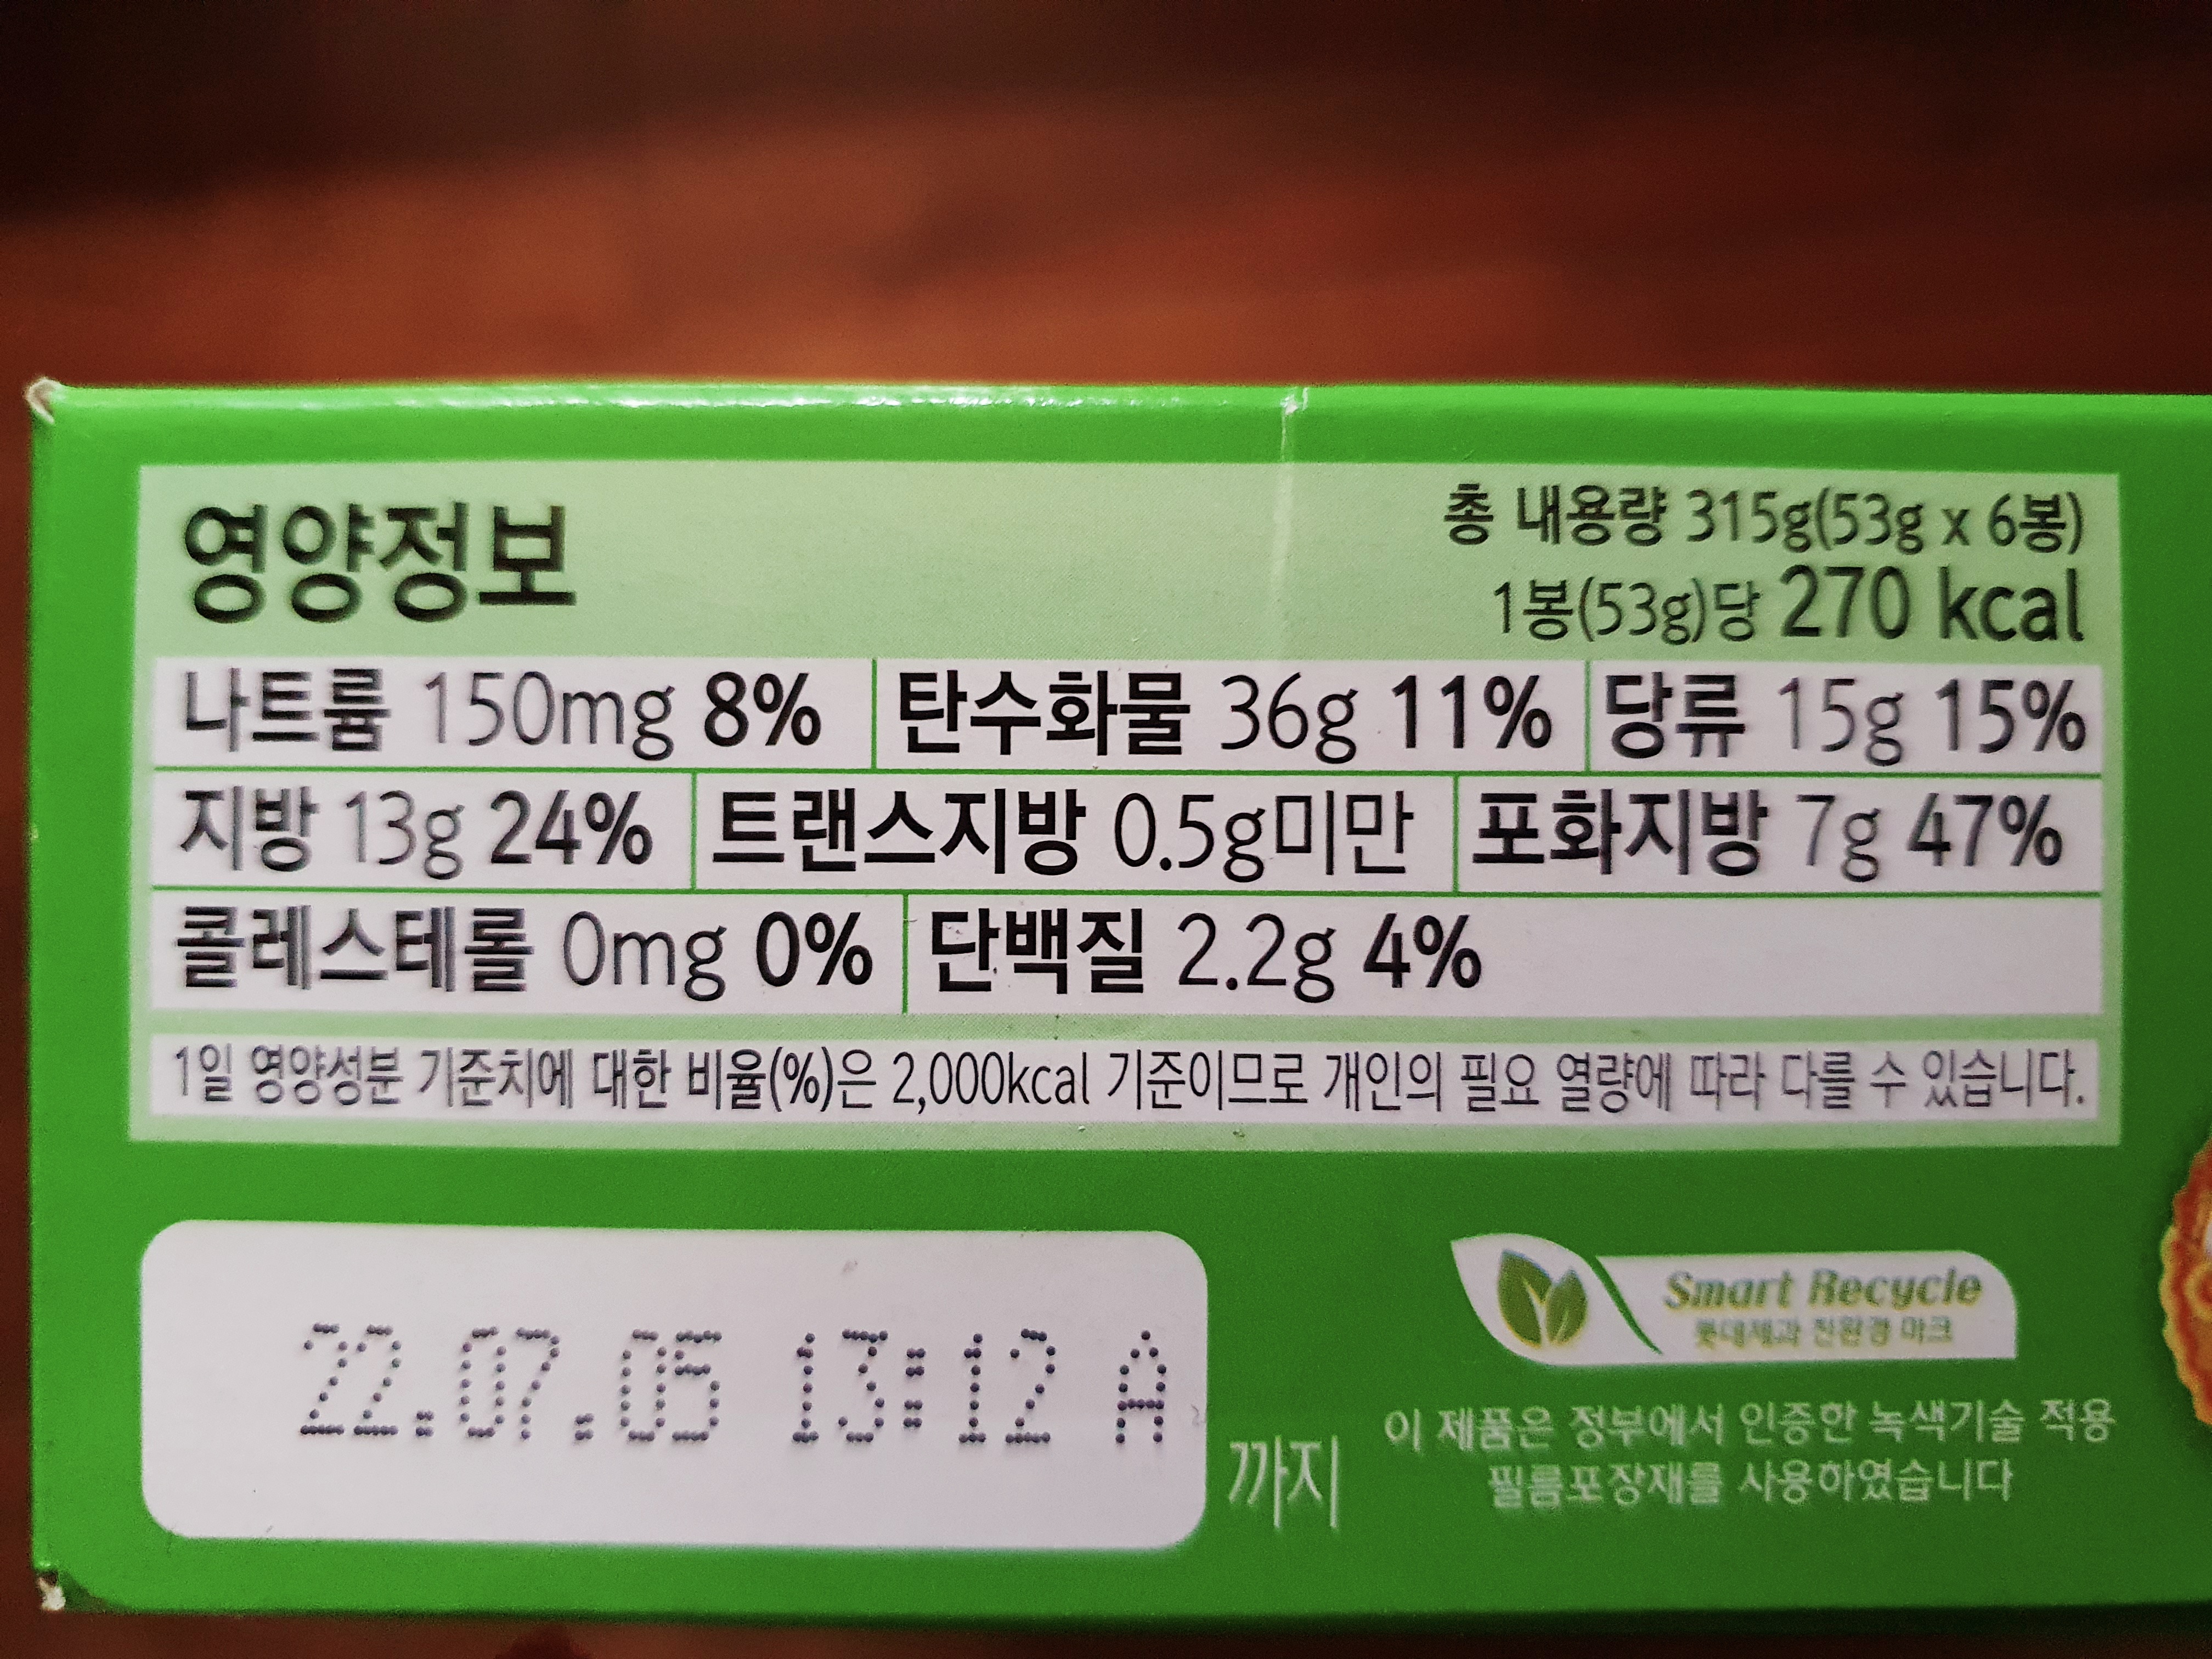 영양정보
총 내용량 315g(53g x 6봉)
1봉(53g)당 270 kcal
나트륨 150mg 8% 탄수화물 36g 11% 당류 15g 15%
지방 13g 24% 트랜스지방 0.5g미만 포화지방 7g 47%
콜레스테롤 0mg 0% 단백질 2.2g 4%
1일 영양성분 기준치에 대한 비율(%)은 2,000kcal 기준이므로 개인의 필요 열량에 따라 다를 수 있습니다.
22.07.05 13:12 A 까지
Smart Recycle
롯데제과 친환경 마크
이 제품은 정부에서 인증한 녹색기술 적용
필름포장재를 사용하였습니다